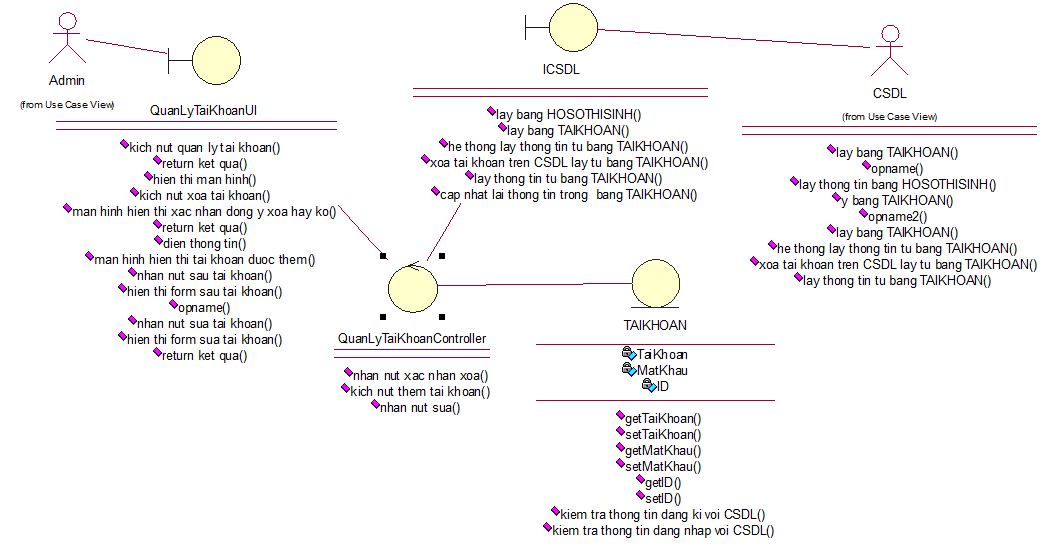 Admin
(from Use Case View)
QuanLyTaiKhoanUI
kich nut quan ly tai khoan()
return ket qua()
hien thi man hinh()
kich nut xoa tai khoan()
man hinh hien thi xac nhan dong y xoa hay ko()
return ket qua()
dien thong tin()
man hinh hien thi tai khoan duoc them()
nhan nut sau tai khoan()
hien thi form sau tai khoan()
opname()
nhan nut sua tai khoan()
hien thi form sua tai khoan()
return ket qua()
ICSDL
lay bang HOSOTHISINH()
lay bang TAIKHOAN()
he thong lay thong tin tu bang TAIKHOAN()
xoa tai khoan tren CSDL lay tu bang TAIKHOAN()
lay thong tin tu bang TAIKHOAN()
cap nhat lai thong tin trong  bang TAIKHOAN()
CSDL
(from Use Case View)
lay bang TAIKHOAN()
opname()
lay thong tin bang HOSOTHISINH()
y bang TAIKHOAN()
opname2()
lay bang TAIKHOAN()
he thong lay thong tin tu bang TAIKHOAN()
xoa tai khoan tren CSDL lay tu bang TAIKHOAN()
lay thong tin tu bang TAIKHOAN()
QuanLyTaiKhoanController
nhan nut xac nhan xoa()
kich nut them tai khoan()
nhan nut sua()
TAIKHOAN
TaiKhoan
MatKhau
ID
getTaiKhoan()
setTaiKhoan()
getMatKhau()
setMatKhau()
getID()
setID()
kiem tra thong tin dang ki voi CSDL()
kiem tra thong tin dang nhap voi CSDL()